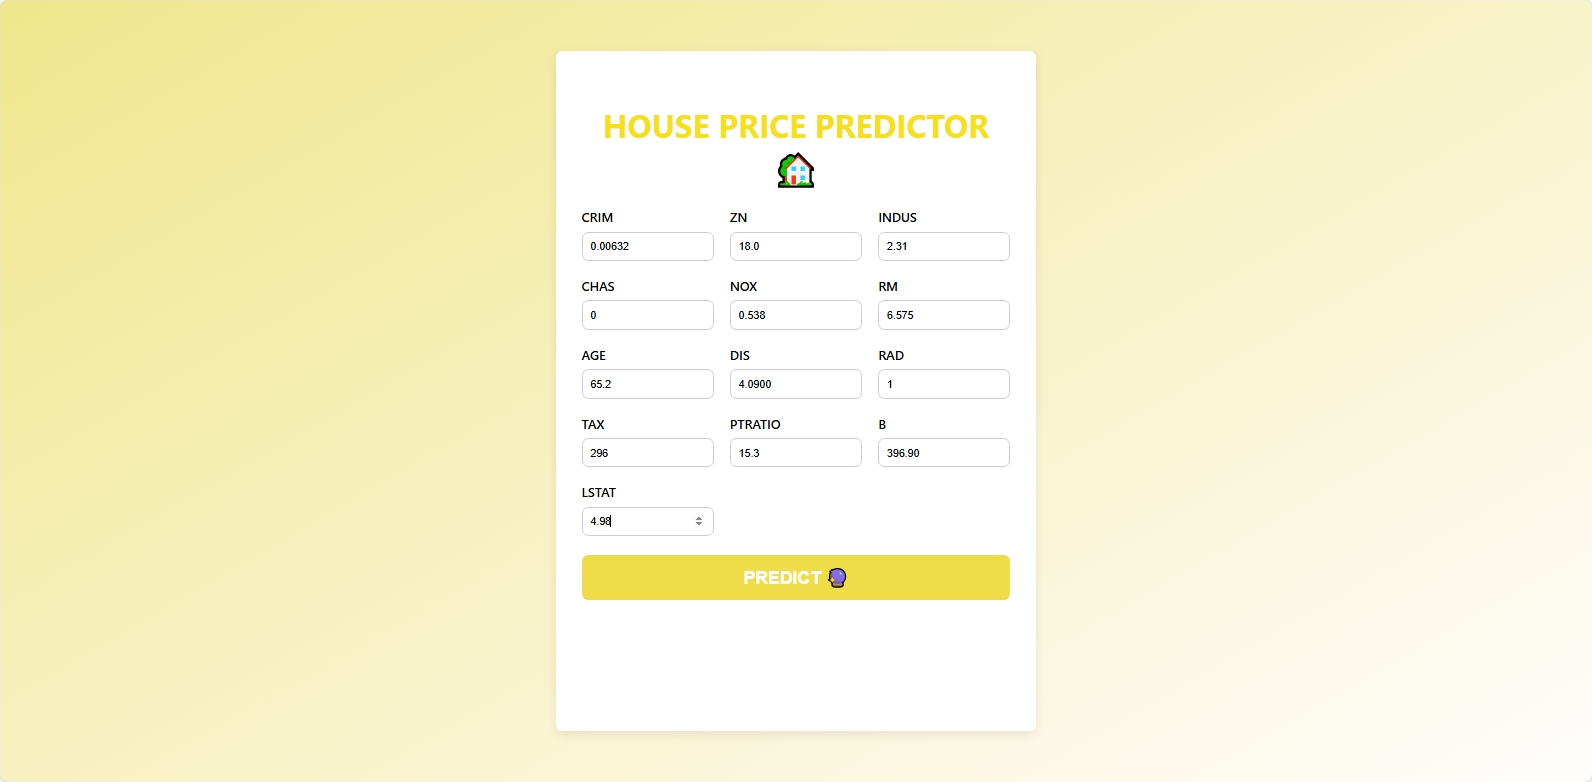 HOUSE PRICE PREDICTOR
CRIM ZN INDUS
0.00632 18.0 2.31
CHAS NOX RM
0 0.538 6.575
AGE DIS RAD
65.2 4.0900 1
TAX PTRATIO B
296 15.3 396.90
LSTAT
4.98
PREDICT